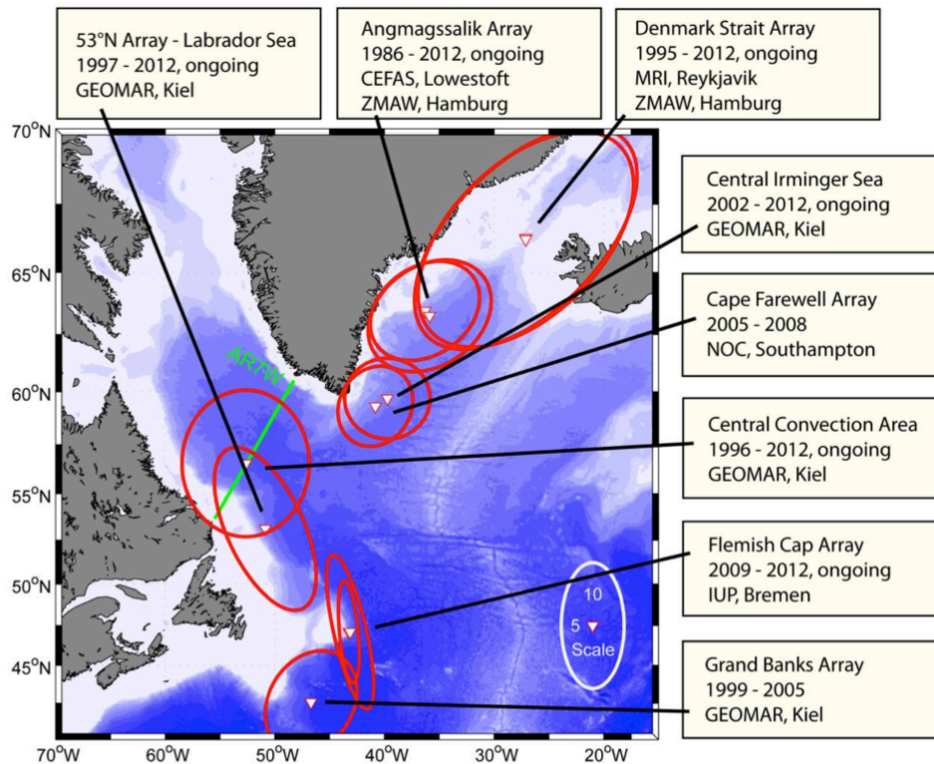 53°N Array - Labrador Sea
1997 - 2012, ongoing
GEOMAR, Kiel
Angmagssalik Array
1986 - 2012, ongoing
CEFAS, Lowestoft
ZMAW, Hamburg
Denmark Strait Array
1995 - 2012, ongoing
MRI, Reykjavik
ZMAW, Hamburg
Central Irminger Sea
2002 - 2012, ongoing
GEOMAR, Kiel
Cape Farewell Array
2005 - 2008
NOC, Southampton
Central Convection Area
1996 - 2012, ongoing
GEOMAR, Kiel
Flemish Cap Array
2009 - 2012, ongoing
IUP, Bremen
Grand Banks Array
1999 - 2005
GEOMAR, Kiel
70°N
65°N
60°N
55°N
50°N
45°N
AR7W
10
5
Scale
70°W 60°W 50°W 40°W 30°W 20°W